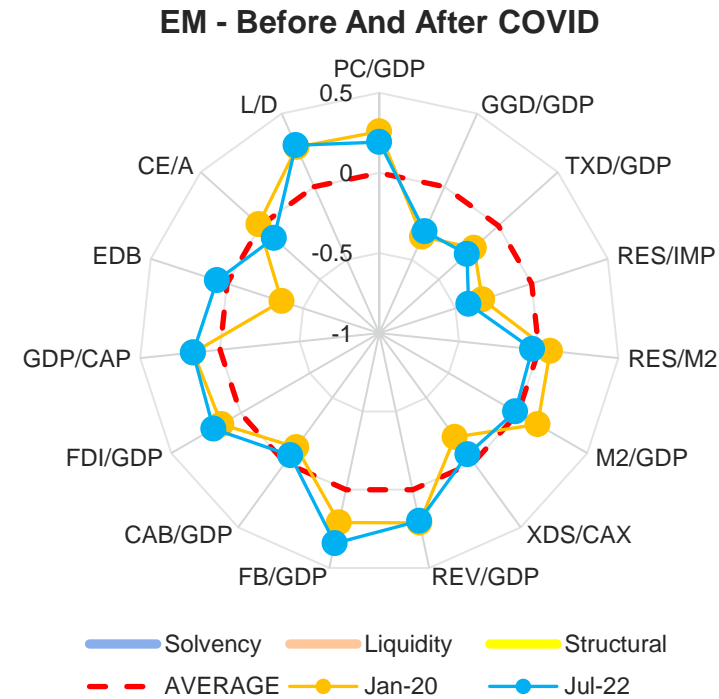 EM - Before And After COVID
PC/GDP
0.5
L/D
GGD/GDP
CE/A
TXD/GDP
0
EDB
-0.5
RES/IMP
-1
GDP/CAP
RES/M2
FDI/GDP
M2/GDP
CAB/GDP
XDS/CAX
FB/GDP
REV/GDP
Solvency
Liquidity
Structural
AVERAGE
Jan-20
Jul-22